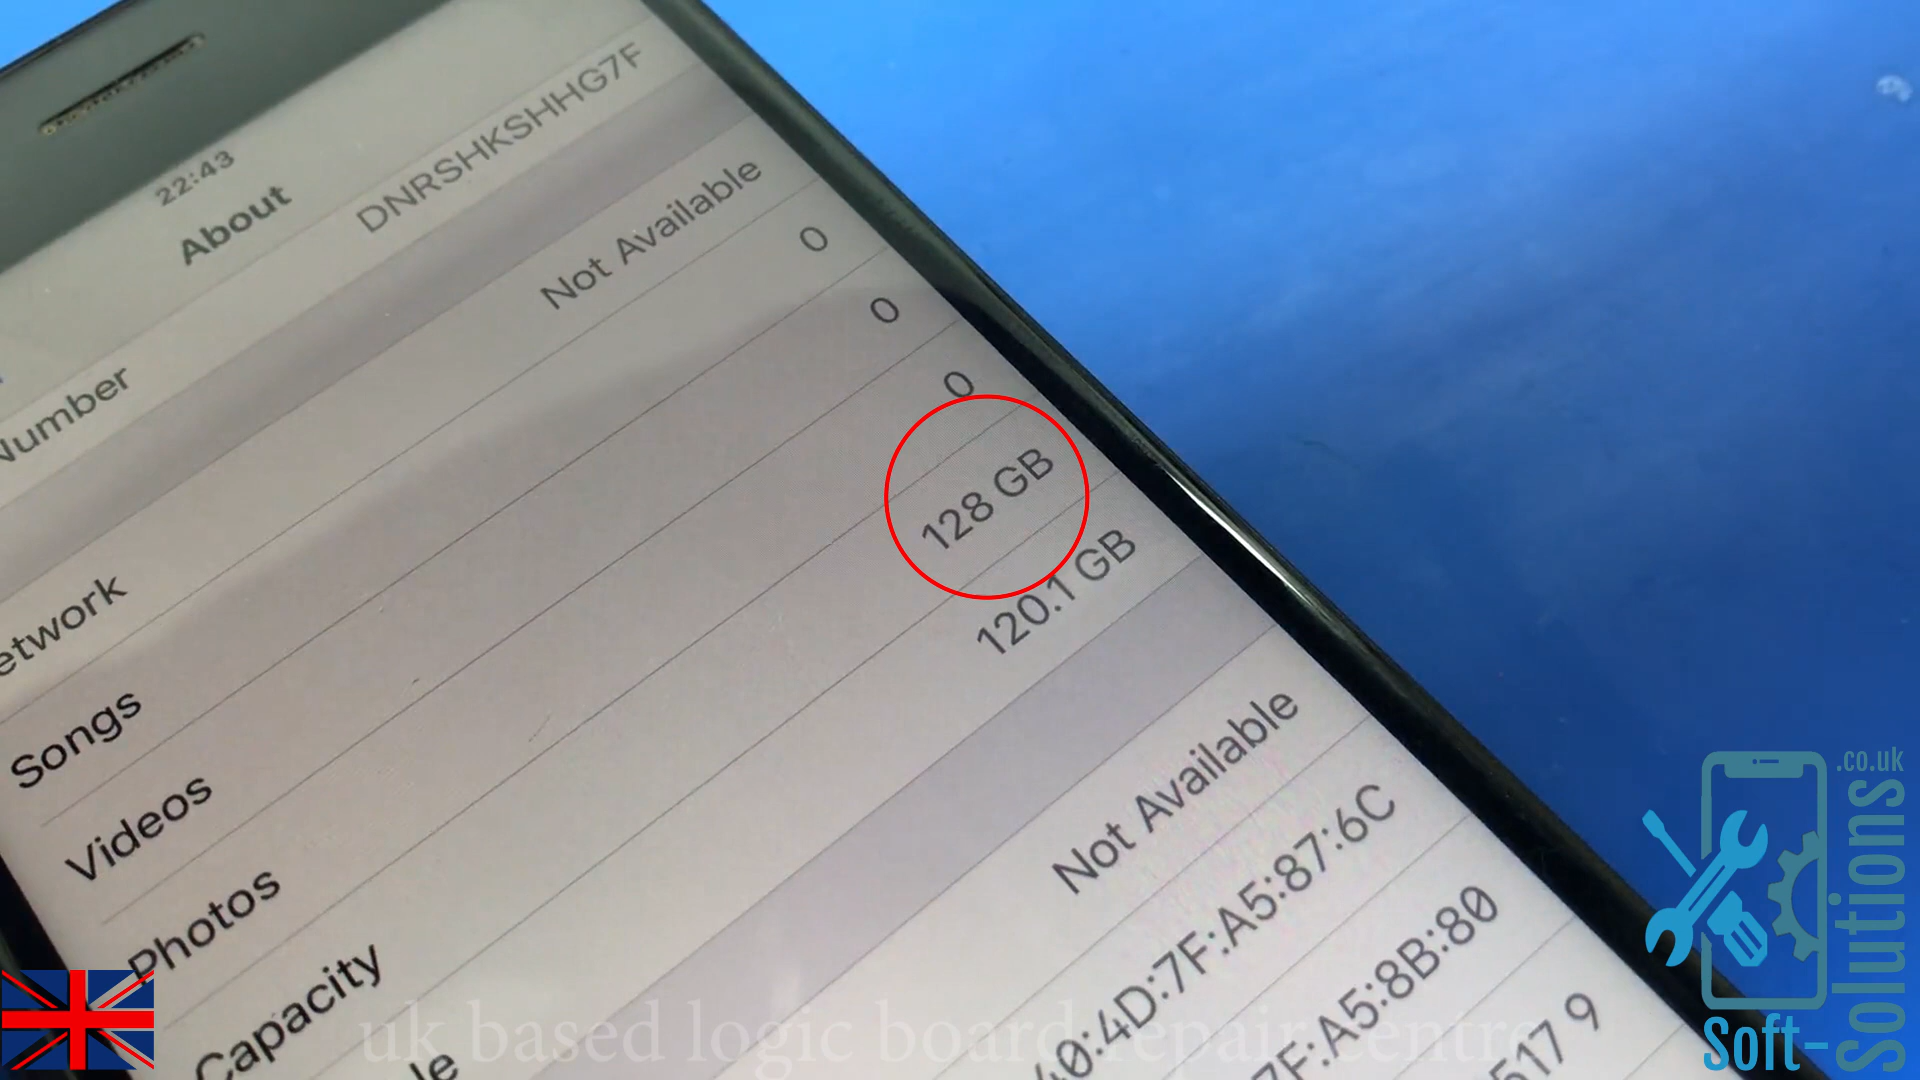 22:43
About
Number DNRSHKSHHG7F
etwork Not Available
Songs 0
Videos 0
Photos 0
Capacity 128 GB
le 120.1 GB
Not Available
40:4D:7F:A5:87:6C
7F:A5:8B:80
517 9
uk based logic board repair centre
Soft-Solutions.co.uk